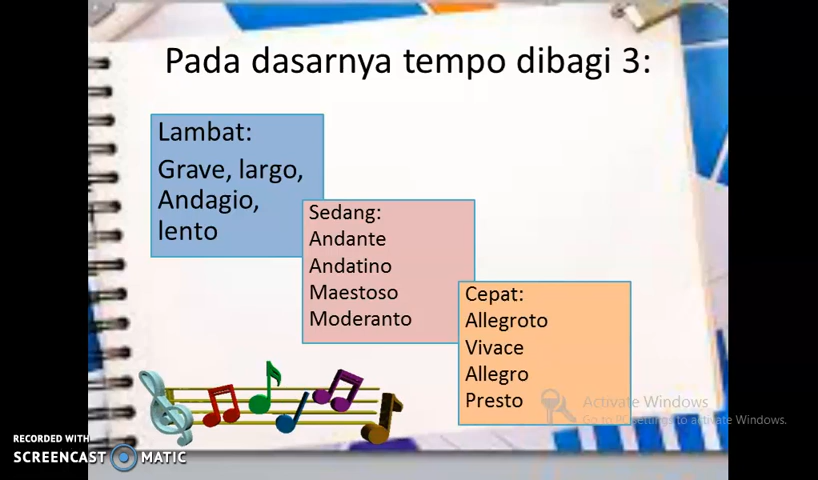 Pada dasarnya tempo dibagi 3:
Lambat:
Grave, largo,
Andagio,
lento
Sedang:
Andante
Andatino
Maestoso
Moderanto
Cepat:
Allegroto
Vivace
Allegro
Presto
Activate Windows
Go to PC settings to activate Windows.
RECORDED WITH
SCREENCAST MATIC